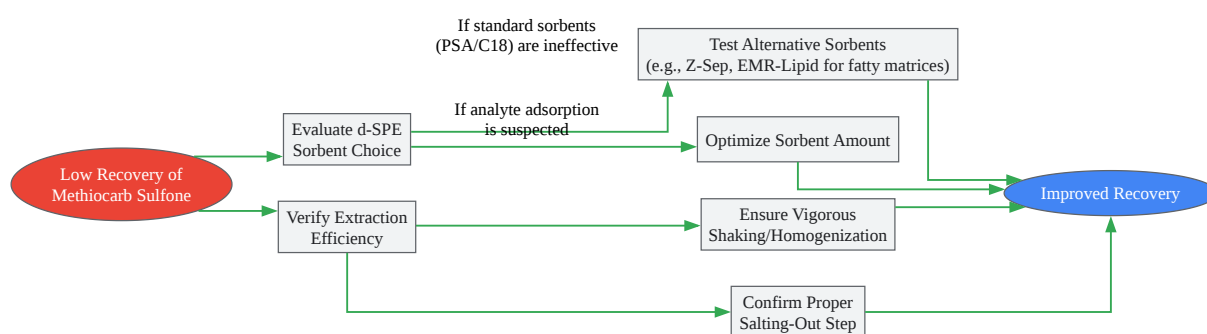 If standard sorbents
(PSA/C18) are ineffective
Test Alternative Sorbents
(e.g., Z-Sep, EMR-Lipid for fatty matrices)
If analyte adsorption
is suspected
Evaluate d-SPE
Sorbent Choice
Optimize Sorbent Amount
Low Recovery of
Methiocarb Sulfone
Improved Recovery
Verify Extraction
Efficiency
Ensure Vigorous
Shaking/Homogenization
Confirm Proper
Salting-Out Step